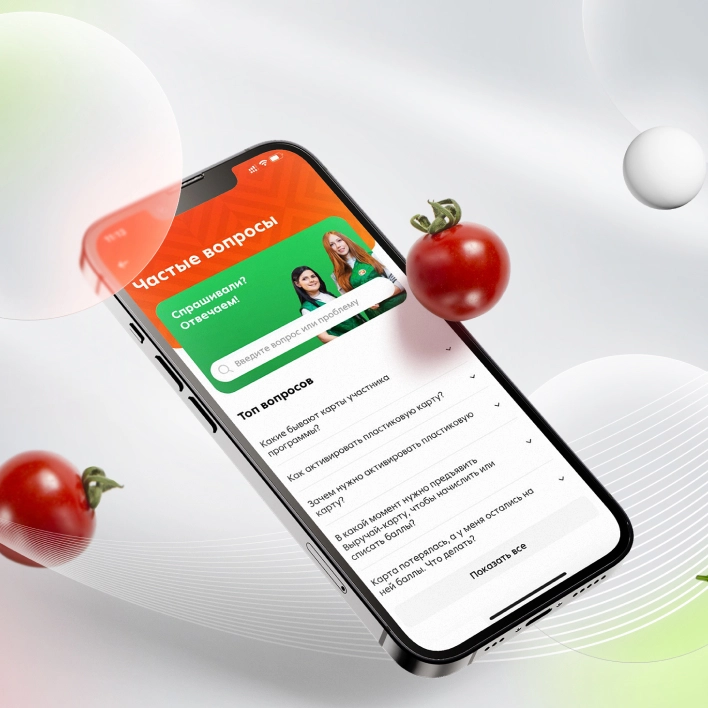 11:13
Частые вопросы
Спрашивали?
Отвечаем!
Введите вопрос или проблему
Топ вопросов
Какие бывают карты участника
программы?
Как активировать пластиковую карту?
Зачем нужно активировать пластиковую
карту?
В какой момент нужно предъявить
Выручай-карту, чтобы начислить или
списать баллы?
Карта потерялась, а у меня остались на
ней баллы. Что делать?
Показать все